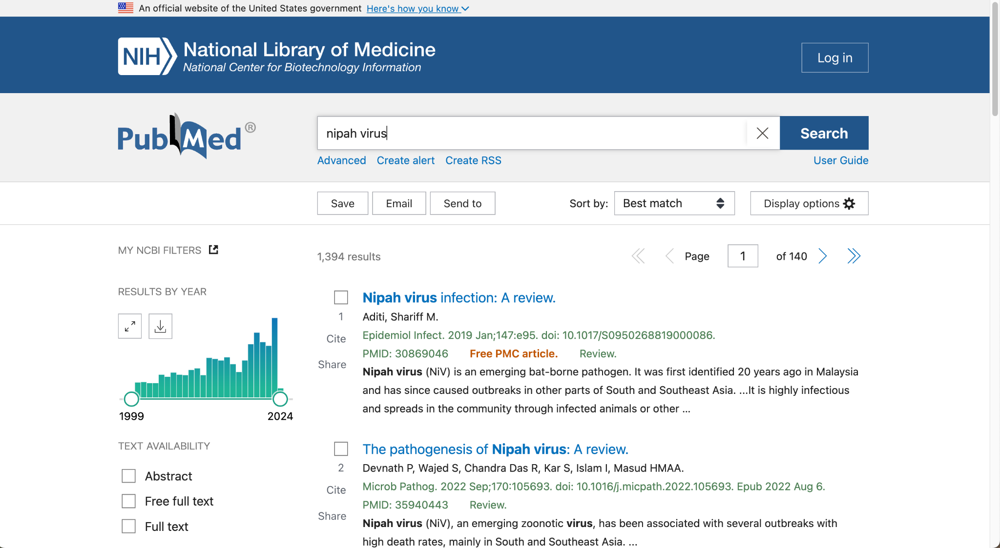 An official website of the United States government Here's how you know
NIH National Library of Medicine
National Center for Biotechnology Information
Log in
PubMed®
nipah virus
Search
Advanced Create alert Create RSS User Guide
Save Email Send to Sort by: Best match Display options
MY NCBI FILTERS
1,394 results
Page 1 of 140
RESULTS BY YEAR
1999 2024
TEXT AVAILABILITY
Abstract
Free full text
Full text
Nipah virus infection: A review.
1 Aditi, Shariff M.
Cite Epidemiol Infect. 2019 Jan;147:e95. doi: 10.1017/S0950268819000086.
PMID: 30869046 Free PMC article. Review.
Share Nipah virus (NiV) is an emerging bat-borne pathogen. It was first identified 20 years ago in Malaysia
and has since caused outbreaks in other parts of South and Southeast Asia. ...It is highly infectious
and spreads in the community through infected animals or other ...
The pathogenesis of Nipah virus: A review.
2 Devnath P, Wajed S, Chandra Das R, Kar S, Islam I, Masud HMAA.
Cite Microb Pathog. 2022 Sep;170:105693. doi: 10.1016/j.micpath.2022.105693. Epub 2022 Aug 6.
PMID: 35940443 Review.
Share Nipah virus (NiV), an emerging zoonotic virus, has been associated with several outbreaks with
high death rates, mainly in South and Southeast Asia. ...